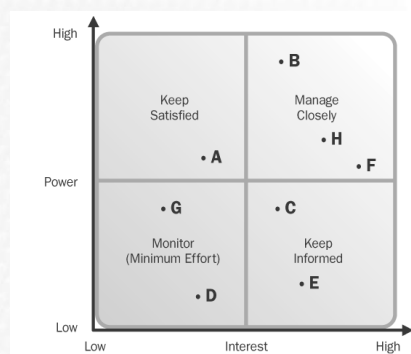 High
B
Keep
Satisfied
Manage
Closely
H
A
F
Power
G
C
Monitor
(Minimum Effort)
Keep
Informed
E
D
Low
Low
Interest
High